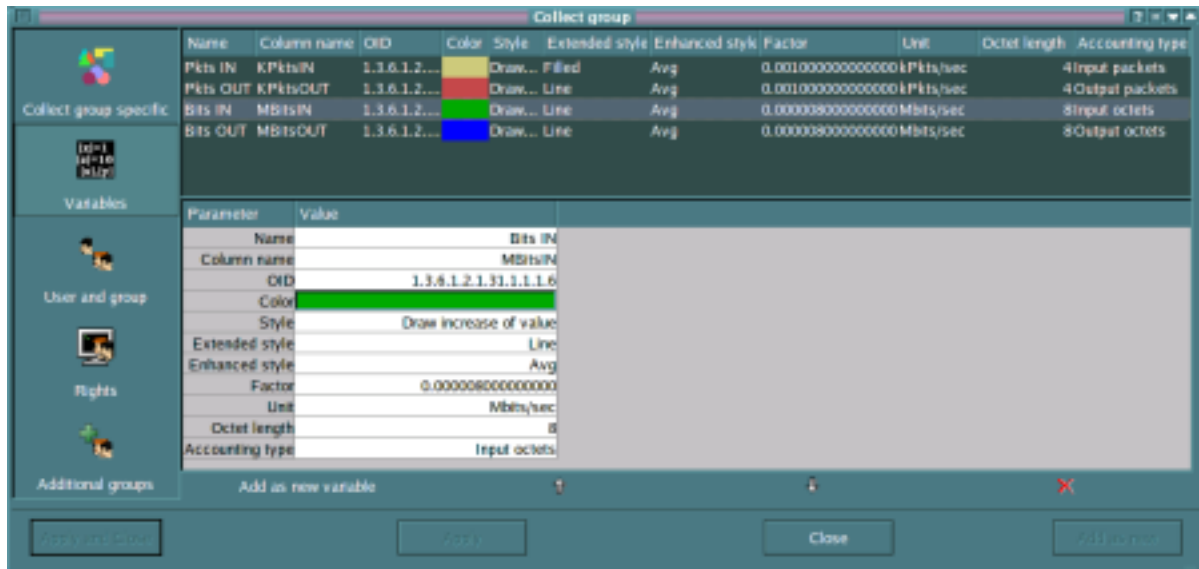 Collect group
Name Column name OID Color Style Extended style Enhanced style Factor Unit Octet length Accounting type
Pkts IN KPktsIN 1.3.6.1.2.... Draw... Filled Avg 0.001000000000000 kPkts/sec 4 Input packets
Pkts OUT KPktsOUT 1.3.6.1.2.... Draw... Line Avg 0.001000000000000 kPkts/sec 4 Output packets
Bits IN MBitsIN 1.3.6.1.2.... Draw... Line Avg 0.000008000000000 Mbits/sec 8 Input octets
Bits OUT MBitsOUT 1.3.6.1.2.... Draw... Line Avg 0.000008000000000 Mbits/sec 8 Output octets
Collect group specific
Variables
User and group
Rights
Additional groups
Parameter Value
Name Bits IN
Column name MBitsIN
OID 1.3.6.1.2.1.31.1.1.1.6
Color
Style Draw increase of value
Extended style Line
Enhanced style Avg
Factor 0.000008000000000
Unit Mbits/sec
Octet length 8
Accounting type Input octets
Add as new variable
Apply and Close Apply Close Add as new